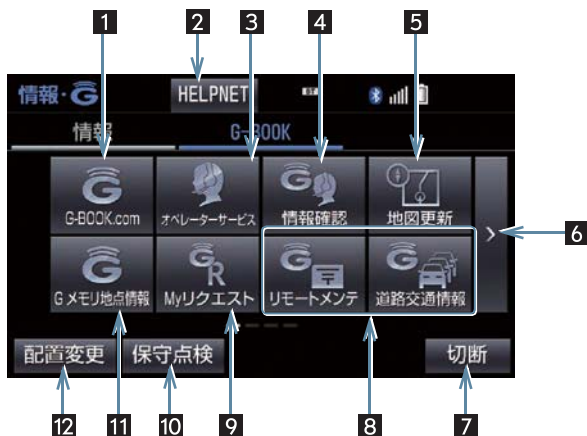 1 2 3 4 5
情報・G HELPNET BT
情報 G-BOOK
G-BOOK.com オペレーターサービス 情報確認 地図更新
> 6
Gメモリ地点情報 Myリクエスト リモートメンテ 道路交通情報
配置変更 保守点検 切断
12 11 10 9 8 7